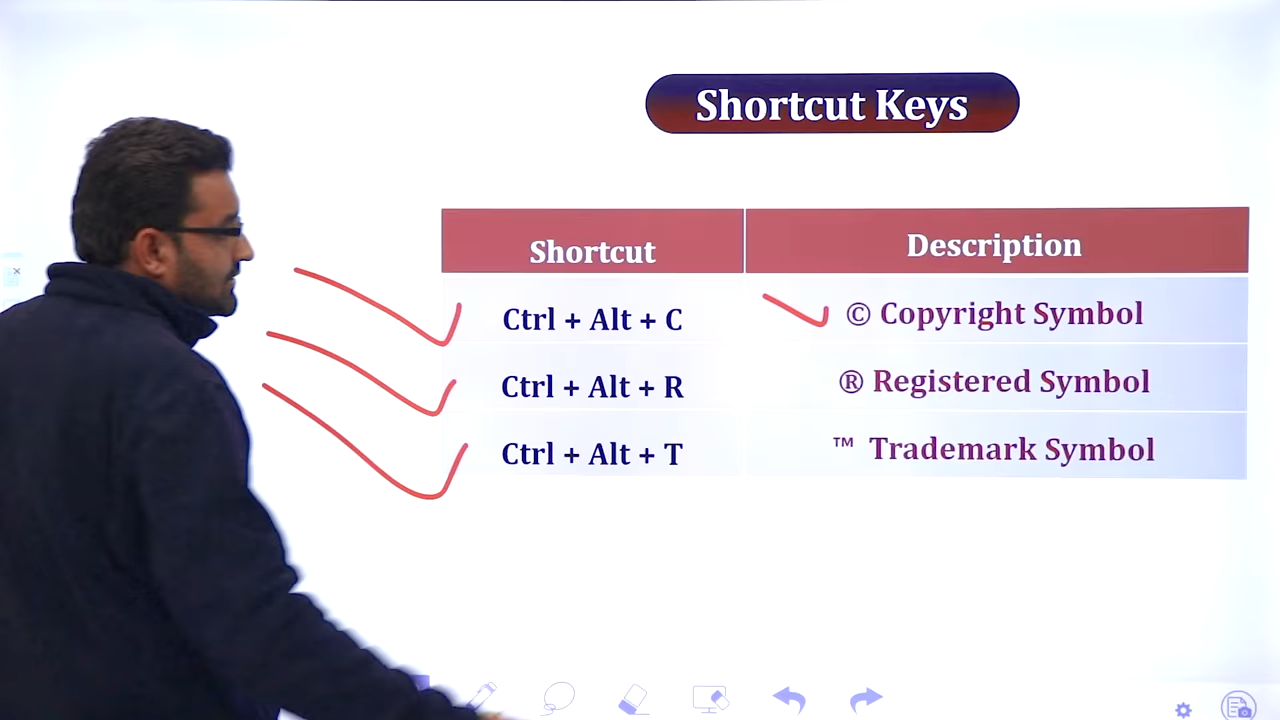 Shortcut Keys
Shortcut Description
Ctrl + Alt + C © Copyright Symbol
Ctrl + Alt + R ® Registered Symbol
Ctrl + Alt + T ™ Trademark Symbol